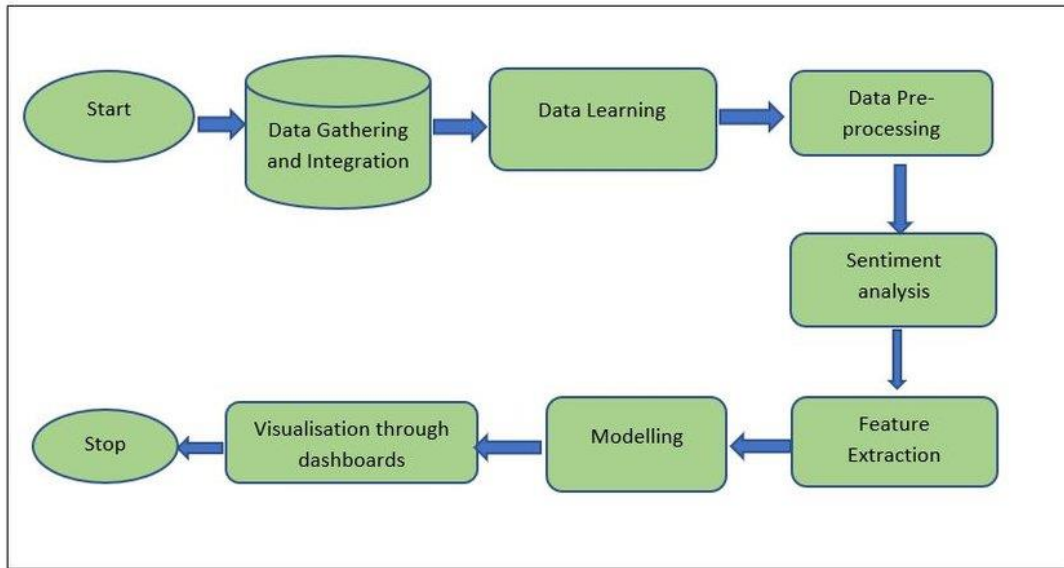 Start
Data Gathering
and Integration
Data Learning
Data Pre-
processing
Sentiment
analysis
Feature
Extraction
Modelling
Visualisation through
dashboards
Stop